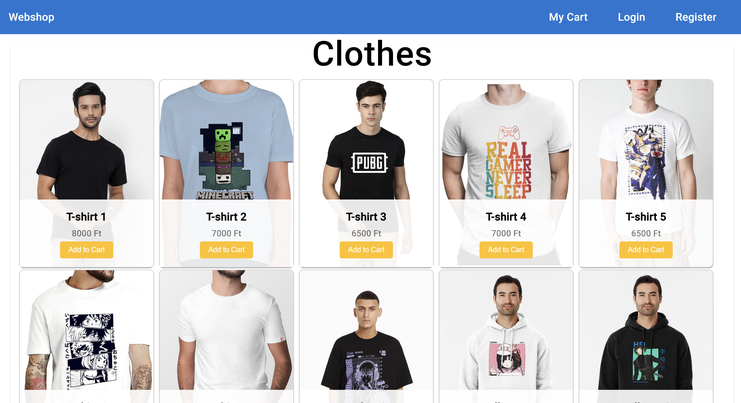 Webshop
My Cart Login Register
Clothes
PUBG
MINECRAFT
REAL
GAMER
NEVER
SLEEP
T-shirt 1
8000 Ft
Add to Cart
T-shirt 2
7000 Ft
Add to Cart
T-shirt 3
6500 Ft
Add to Cart
T-shirt 4
7000 Ft
Add to Cart
T-shirt 5
6500 Ft
Add to Cart